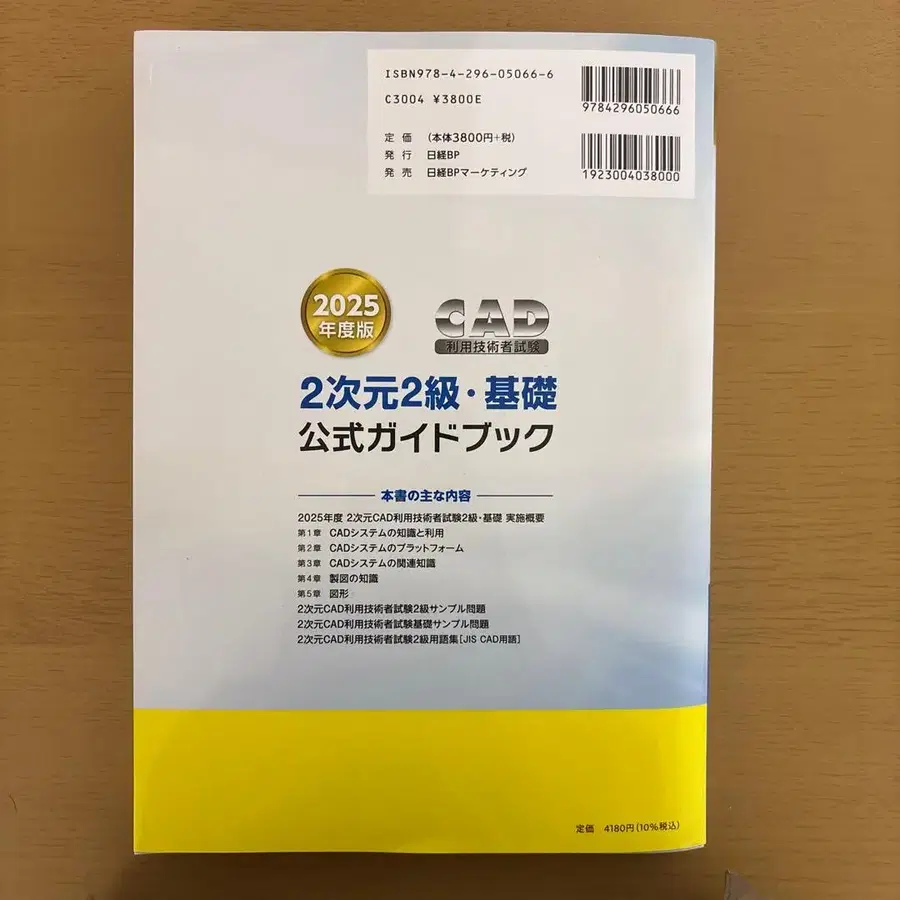 ISBN978-4-296-05066-6
C3004 ¥3800E
定価 (本体3800円+税)
発行 日経BP
発売 日経BPマーケティング
9784296050666
1923004038000
2025
年度版
CAD
利用技術者試験
2次元2級・基礎
公式ガイドブック
本書の主な内容
2025年度 2次元CAD利用技術者試験2級・基礎 実施概要
第1章 CADシステムの知識と利用
第2章 CADシステムのプラットフォーム
第3章 CADシステムの関連知識
第4章 製図の知識
第5章 図形
2次元CAD利用技術者試験2級サンプル問題
2次元CAD利用技術者試験基礎サンプル問題
2次元CAD利用技術者試験2級用語集[JIS CAD用語]
定価 4180円(10%税込)